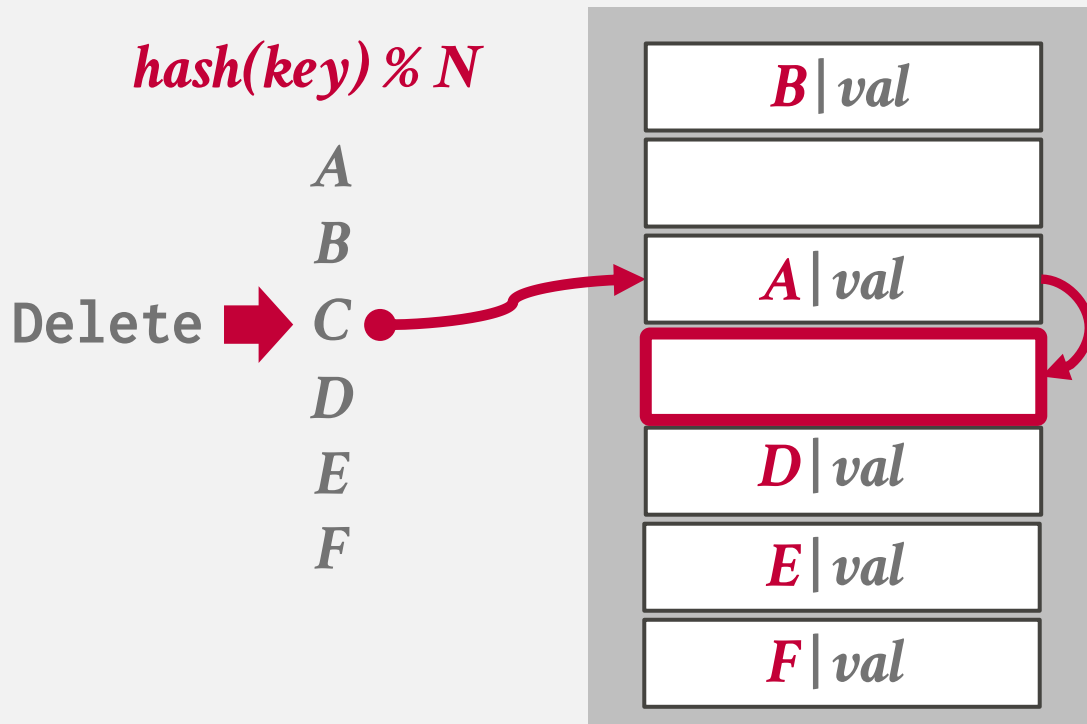 hash(key) % N
A
B
Delete C
D
E
F
B|val
A|val
D|val
E|val
F|val